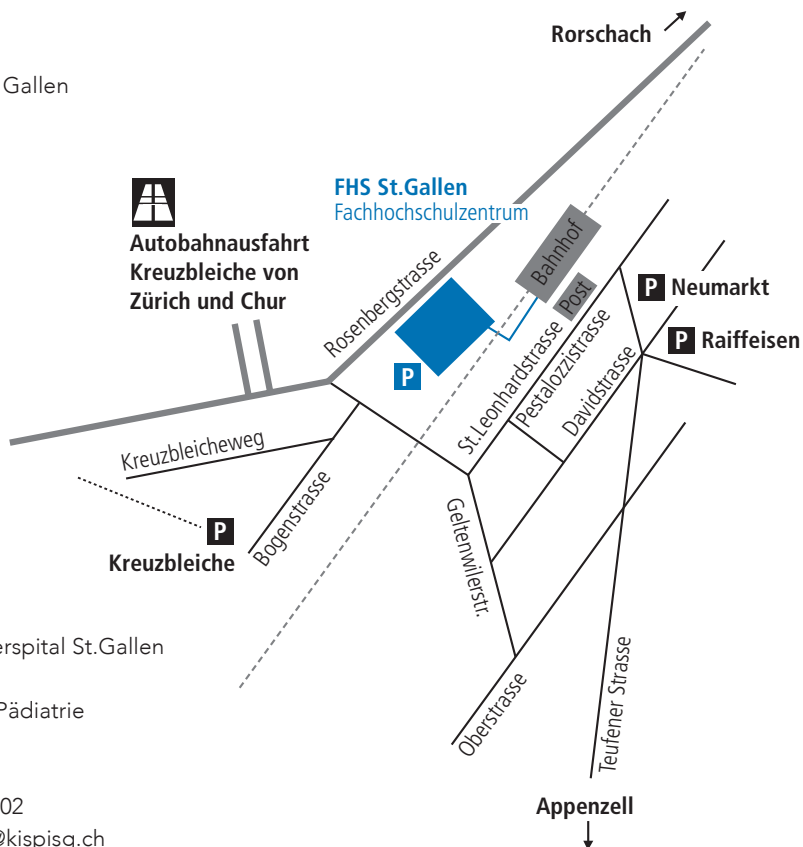 Rorschach
Gallen
FHS St.Gallen
Fachhochschulzentrum
Autobahnausfahrt
Kreuzbleiche von
Zürich und Chur
Rosenbergstrasse
Bahnhof
Post
P Neumarkt
P Raiffeisen
P
St.Leonhardstrasse
Pestalozzistrasse
Davidstrasse
Kreuzbleicheweg
Bogenstrasse
P
Kreuzbleiche
Geltenwilerstr.
erspital St.Gallen
Pädiatrie
Oberstrasse
Teufener Strasse
02
@kispisg.ch
Appenzell